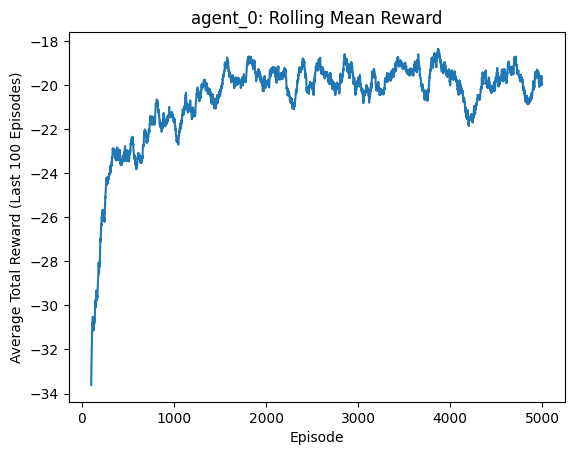 agent_0: Rolling Mean Reward
Average Total Reward (Last 100 Episodes)
−18
−20
−22
−24
−26
−28
−30
−32
−34
0 1000 2000 3000 4000 5000
Episode